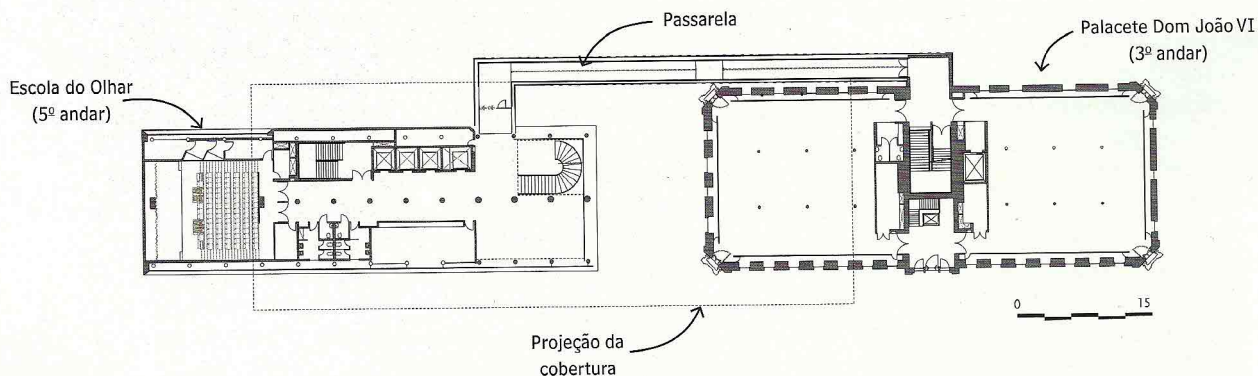 Passarela
Palacete Dom João VI
(3º andar)
Escola do Olhar
(5º andar)
0 15
Projeção da
cobertura